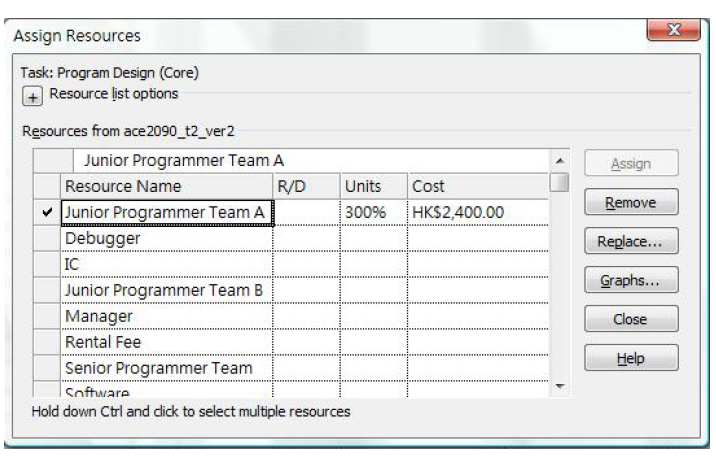 Assign Resources
Task: Program Design (Core)
+ Resource list options
Resources from ace2090_t2_ver2
Junior Programmer Team A
Assign
Resource Name R/D Units Cost
Remove
✔ Junior Programmer Team A 300% HK$2,400.00
Debugger
Replace...
IC
Junior Programmer Team B
Graphs...
Manager
Close
Rental Fee
Senior Programmer Team
Help
Software
Hold down Ctrl and click to select multiple resources